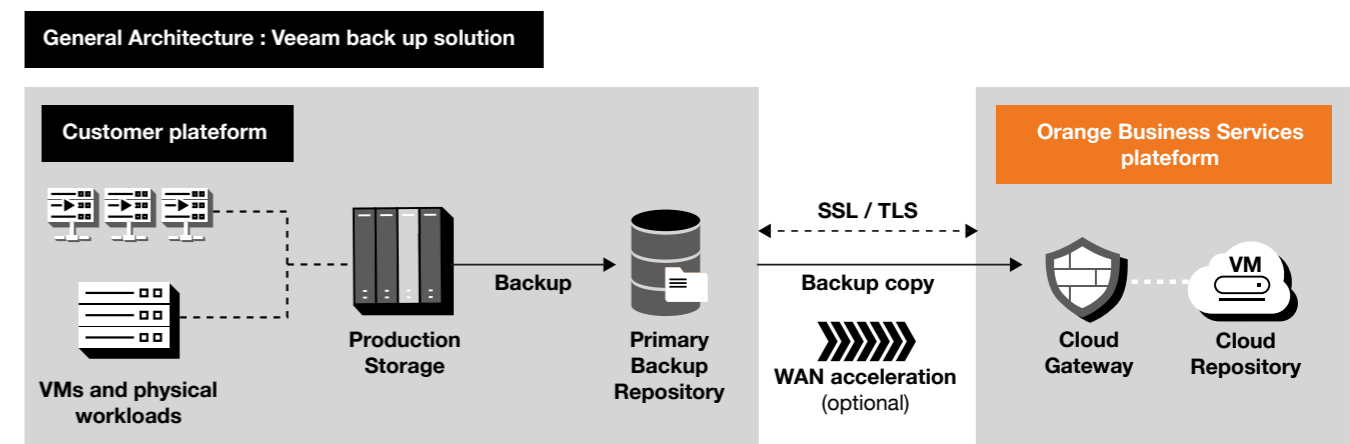 General Architecture : Veeam back up solution
Customer plateform
Orange Business Services
plateform
VMs and physical
workloads
Production
Storage
Backup
Primary
Backup
Repository
SSL / TLS
Backup copy
WAN acceleration
(optional)
Cloud
Gateway
VM
Cloud
Repository